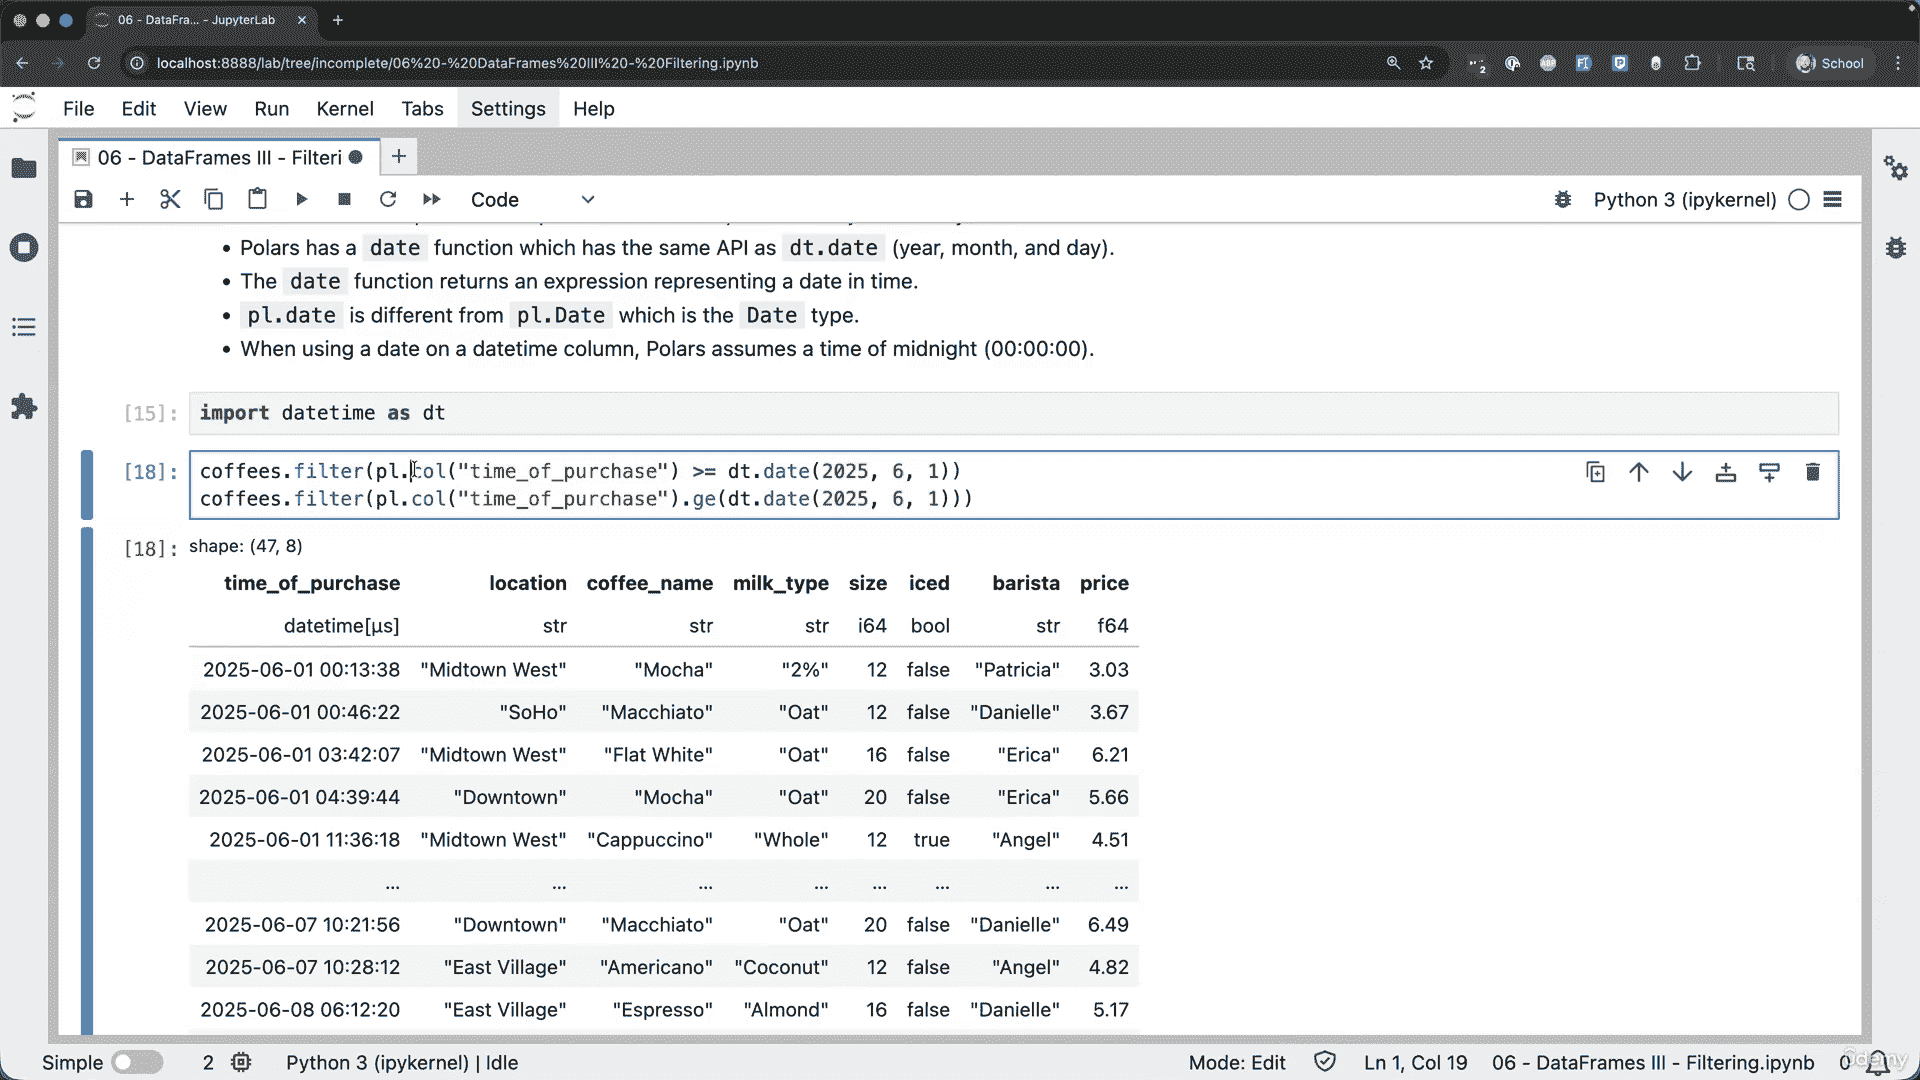 06 - DataFra... - JupyterLab
localhost:8888/lab/tree/incomplete/06%20-%20DataFrames%20III%20-%20Filtering.ipynb
School
File Edit View Run Kernel Tabs Settings Help
06 - DataFrames III - Filteri
Code
Python 3 (ipykernel)
• Polars has a date function which has the same API as dt.date (year, month, and day).
• The date function returns an expression representing a date in time.
• pl.date is different from pl.Date which is the Date type.
• When using a date on a datetime column, Polars assumes a time of midnight (00:00:00).
[15]: import datetime as dt
[18]: coffees.filter(pl.col("time_of_purchase") >= dt.date(2025, 6, 1))
coffees.filter(pl.col("time_of_purchase").ge(dt.date(2025, 6, 1)))
[18]: shape: (47, 8)
time_of_purchase location coffee_name milk_type size iced barista price
datetime[μs] str str str i64 bool str f64
2025-06-01 00:13:38 "Midtown West" "Mocha" "2%" 12 false "Patricia" 3.03
2025-06-01 00:46:22 "SoHo" "Macchiato" "Oat" 12 false "Danielle" 3.67
2025-06-01 03:42:07 "Midtown West" "Flat White" "Oat" 16 false "Erica" 6.21
2025-06-01 04:39:44 "Downtown" "Mocha" "Oat" 20 false "Erica" 5.66
2025-06-01 11:36:18 "Midtown West" "Cappuccino" "Whole" 12 true "Angel" 4.51
... ... ... ... ... ... ... ...
2025-06-07 10:21:56 "Downtown" "Macchiato" "Oat" 20 false "Danielle" 6.49
2025-06-07 10:28:12 "East Village" "Americano" "Coconut" 12 false "Angel" 4.82
2025-06-08 06:12:20 "East Village" "Espresso" "Almond" 16 false "Danielle" 5.17
Simple 2 Python 3 (ipykernel) | Idle Mode: Edit Ln 1, Col 19 06 - DataFrames III - Filtering.ipynb 0
Udemy